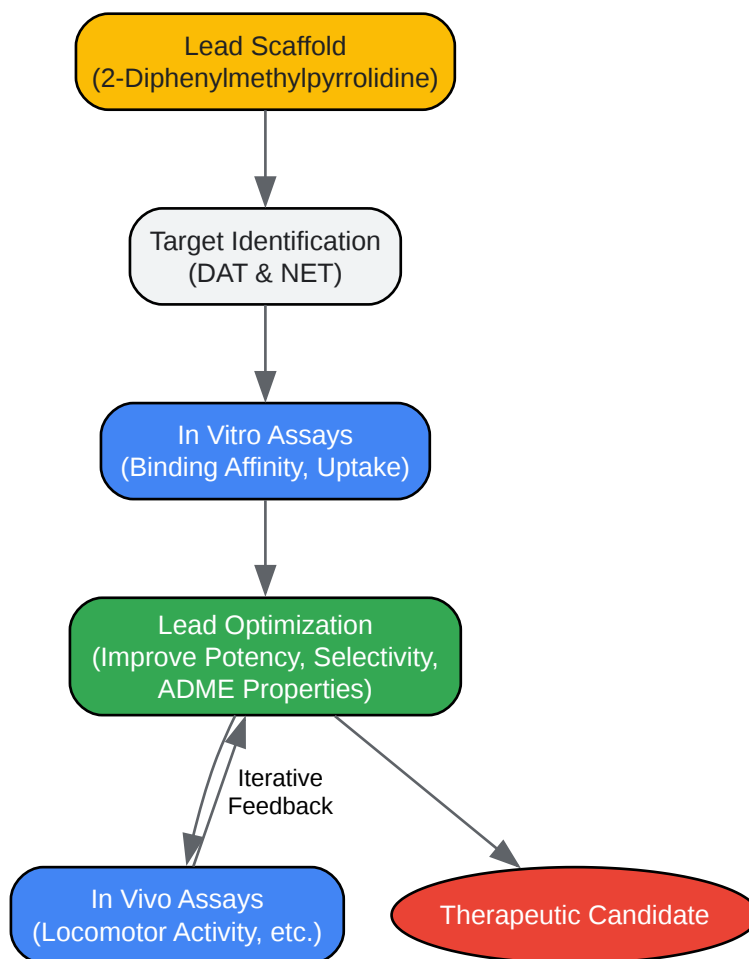 Lead Scaffold
(2-Diphenylmethylpyrrolidine)
Target Identification
(DAT & NET)
In Vitro Assays
(Binding Affinity, Uptake)
Lead Optimization
(Improve Potency, Selectivity,
ADME Properties)
Iterative
Feedback
In Vivo Assays
(Locomotor Activity, etc.)
Therapeutic Candidate